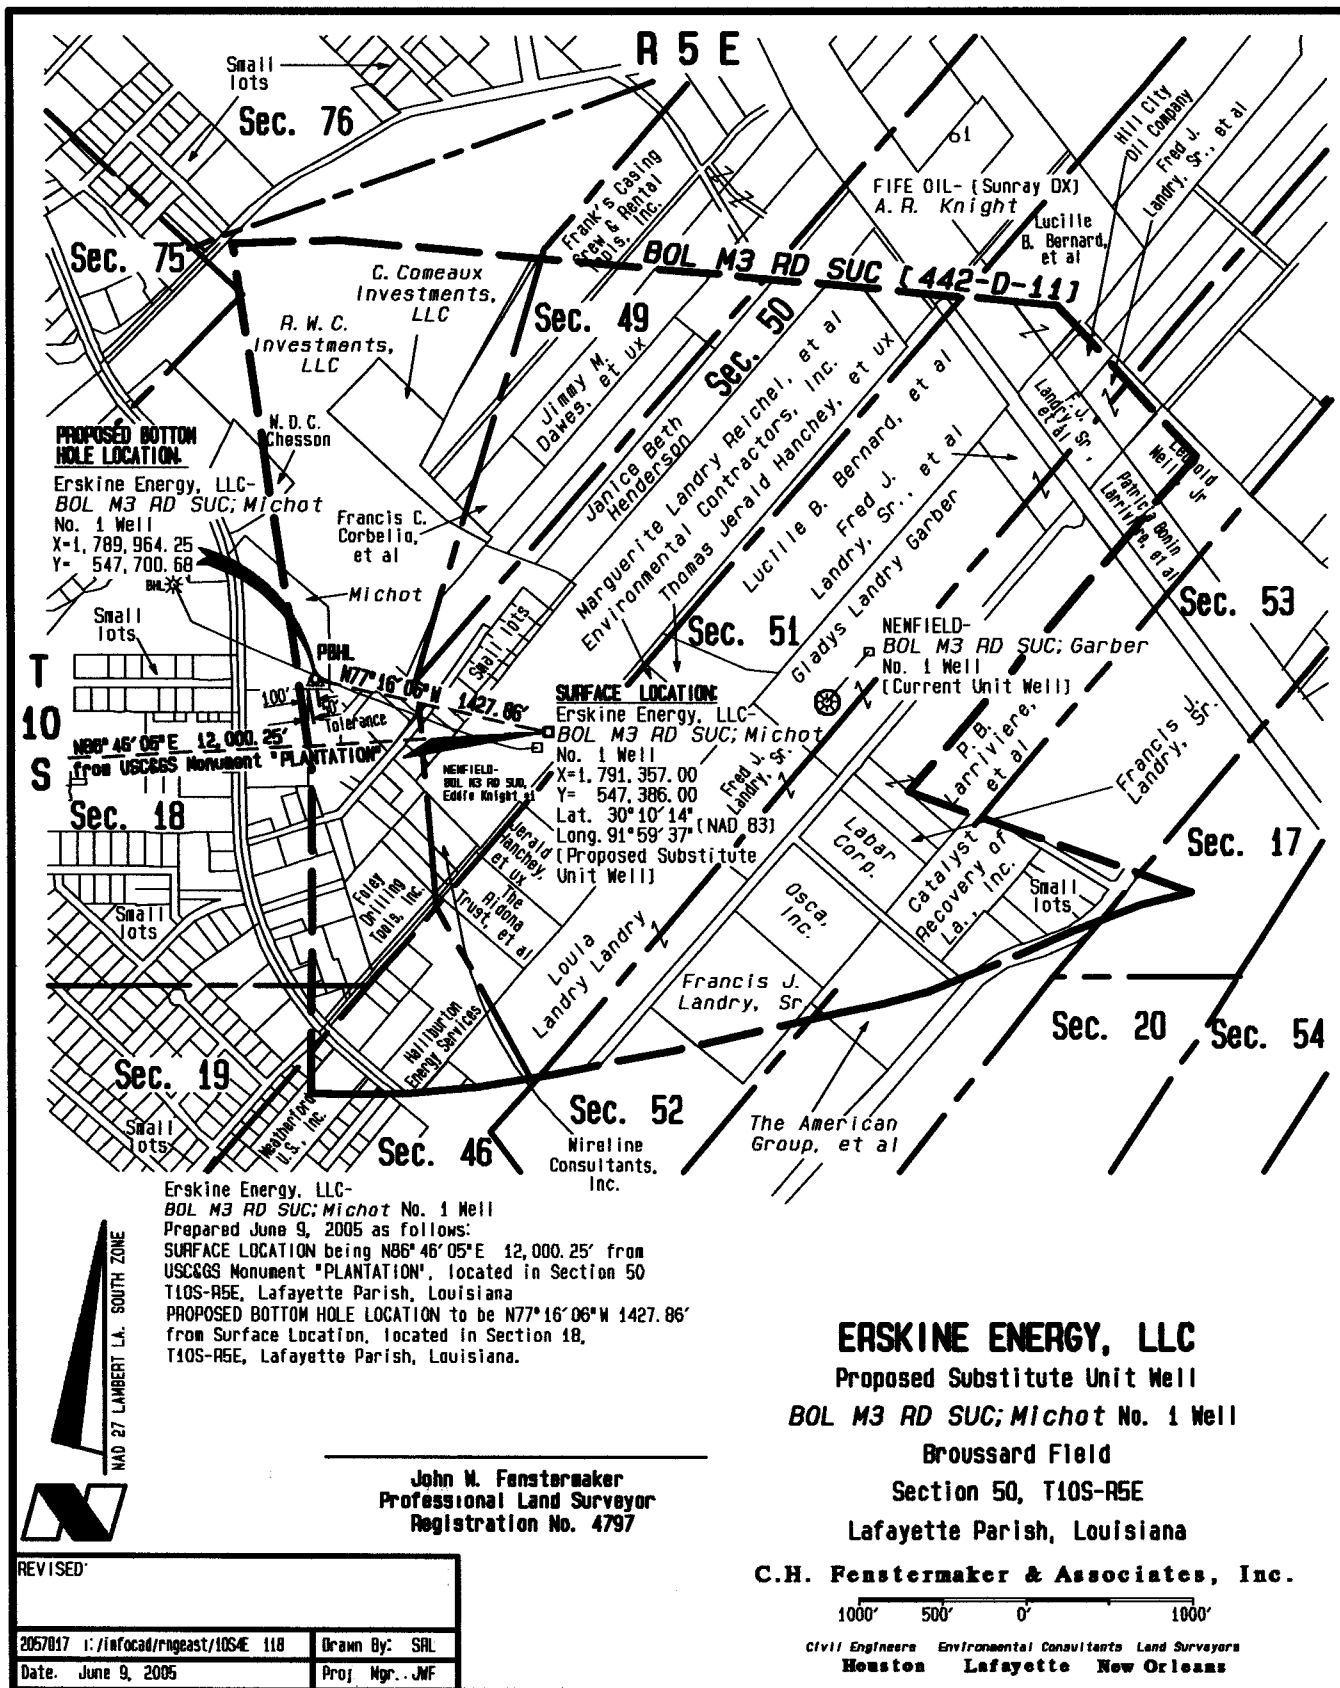 R 5 E
Small
lots
Sec. 76
61
Hill City
Oil Company
Fred J.
Landry, Sr., et al
FIFE OIL- (Sunray DX)
A. R. Knight
Lucille
B. Bernard,
et al
Frank's Casing
Crew & Rental
Tools, Inc.
BOL M3 RD SUC [442-D-11]
Sec. 75
C. Comeaux
Investments,
LLC
Sec. 49
Sec. 50
R. W. C.
Investments,
LLC
Jimmy M.
Dawes, et ux
W. D. C.
Chesson
PROPOSED BOTTOM
HOLE LOCATION.
Erskine Energy, LLC-
BOL M3 RD SUC; Michot
No. 1 Well
X=1,789,964.25
Y= 547,700.68
BHL
Janice Beth
Henderson
Marguerite Landry Reichel, et al
Environmental Contractors, Inc.
Thomas Jerald Hanchey, et ux
Lucille B. Bernard, et al
Fred J.
Landry, Sr., et al
Gladys Landry Garber
F. J.
Landry, Sr.,
et al
Leopold
Weill Jr
Patricia Bonin
Larriviere, et al
Francis C.
Corbello,
et al
Michot
Small
lots
Small lots
Sec. 51
Sec. 53
NEWFIELD-
BOL M3 RD SUC; Garber
No. 1 Well
[Current Unit Well]
T
10
S
PBHL
N77°16'06"W 1427.86'
100'
Tolerance
N86°46'05"E 12,000.25'
from USC&GS Monument "PLANTATION"
SURFACE LOCATION:
Erskine Energy, LLC-
BOL M3 RD SUC; Michot
No. 1 Well
X=1,791,357.00
Y= 547,386.00
Lat. 30°10'14"
Long. 91°59'37" (NAD 83)
[Proposed Substitute
Unit Well]
NEWFIELD-
BOL M3 RD SUD,
Eddie Knight
Fred J.
Landry, Sr.
P. B.
Larriviere,
et al
Francis J.
Landry, Sr.
Sec. 18
Sec. 17
Jerald
Hanchey,
et ux
The
Ridona
Trust, et al
Foley
Drilling
Tools, Inc.
Labar
Corp.
Catalyst
Recovery of
La., Inc.
Osca,
Inc.
Small
lots
Small
lots
Loula
Landry Landry
Francis J.
Landry, Sr.
Halliburton
Energy Services
Sec. 20
Sec. 54
Sec. 19
Small
lots
Weatherford
U.S., Inc.
Sec. 46
Sec. 52
Wireline
Consultants,
Inc.
The American
Group, et al
Erskine Energy, LLC-
BOL M3 RD SUC; Michot No. 1 Well
Prepared June 9, 2005 as follows:
SURFACE LOCATION being N86°46'05"E 12,000.25' from
USC&GS Monument "PLANTATION", located in Section 50
T10S-R5E, Lafayette Parish, Louisiana
PROPOSED BOTTOM HOLE LOCATION to be N77°16'06"W 1427.86'
from Surface Location, located in Section 18,
T10S-R5E, Lafayette Parish, Louisiana.
NAD 27 LAMBERT LA. SOUTH ZONE
John W. Fenstermaker
Professional Land Surveyor
Registration No. 4797
ERSKINE ENERGY, LLC
Proposed Substitute Unit Well
BOL M3 RD SUC; Michot No. 1 Well
Broussard Field
Section 50, T10S-R5E
Lafayette Parish, Louisiana
C.H. Fenstermaker & Associates, Inc.
1000' 500' 0' 1000'
Civil Engineers Environmental Consultants Land Surveyors
Houston Lafayette New Orleans
REVISED
2057017 i:/infocad/rngeast/10S4E 118
Drawn By: SRL
Date. June 9, 2005
Proj Mgr.. JWF